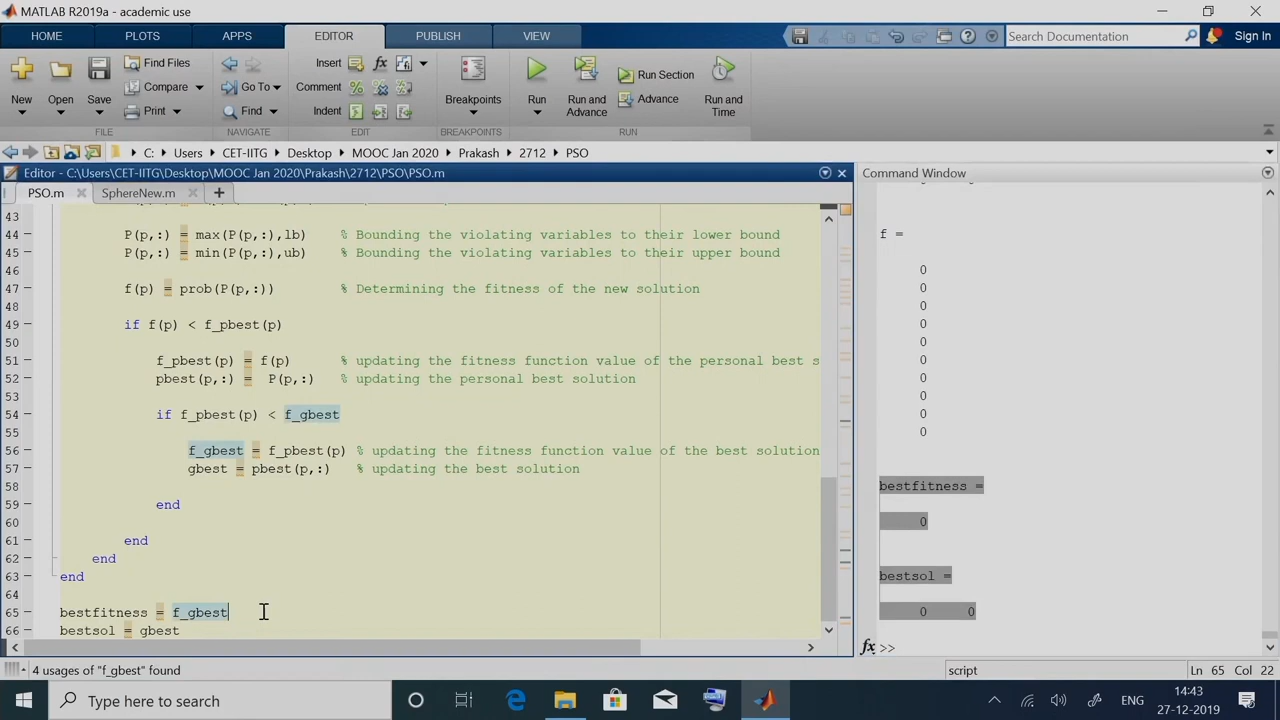 MATLAB R2019a - academic use
HOME PLOTS APPS EDITOR PUBLISH VIEW Search Documentation Sign In
New Open Save Find Files Compare Print Go To Find Insert Comment Indent Breakpoints Run Run and Advance Run Section Advance Run and Time
FILE NAVIGATE EDIT BREAKPOINTS RUN
C: Users CET-IITG Desktop MOOC Jan 2020 Prakash 2712 PSO
Editor - C:\Users\CET-IITG\Desktop\MOOC Jan 2020\Prakash\2712\PSO\PSO.m
PSO.m SphereNew.m +
43
44 P(p,:) = max(P(p,:),lb) % Bounding the violating variables to their lower bound
45 P(p,:) = min(P(p,:),ub) % Bounding the violating variables to their upper bound
46
47 f(p) = prob(P(p,:)) % Determining the fitness of the new solution
48
49 if f(p) < f_pbest(p)
50
51 f_pbest(p) = f(p) % updating the fitness function value of the personal best s
52 pbest(p,:) = P(p,:) % updating the personal best solution
53
54 if f_pbest(p) < f_gbest
55
56 f_gbest = f_pbest(p) % updating the fitness function value of the best solution
57 gbest = pbest(p,:) % updating the best solution
58
59 end
60
61 end
62 end
63 end
64
65 bestfitness = f_gbest
66 bestsol = gbest
4 usages of "f_gbest" found
Command Window
f =
0
0
0
0
0
0
0
0
0
0
bestfitness =
0
bestsol =
0 0
fx >>
script Ln 65 Col 22
Type here to search
ENG
14:43
27-12-2019